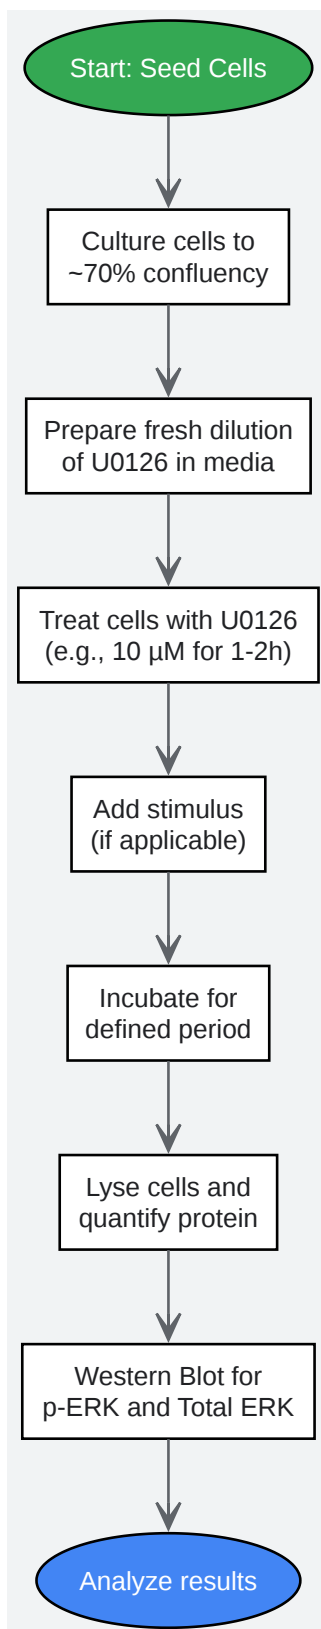 Start: Seed Cells
Culture cells to
~70% confluency
Prepare fresh dilution
of U0126 in media
Treat cells with U0126
(e.g., 10 µM for 1-2h)
Add stimulus
(if applicable)
Incubate for
defined period
Lyse cells and
quantify protein
Western Blot for
p-ERK and Total ERK
Analyze results